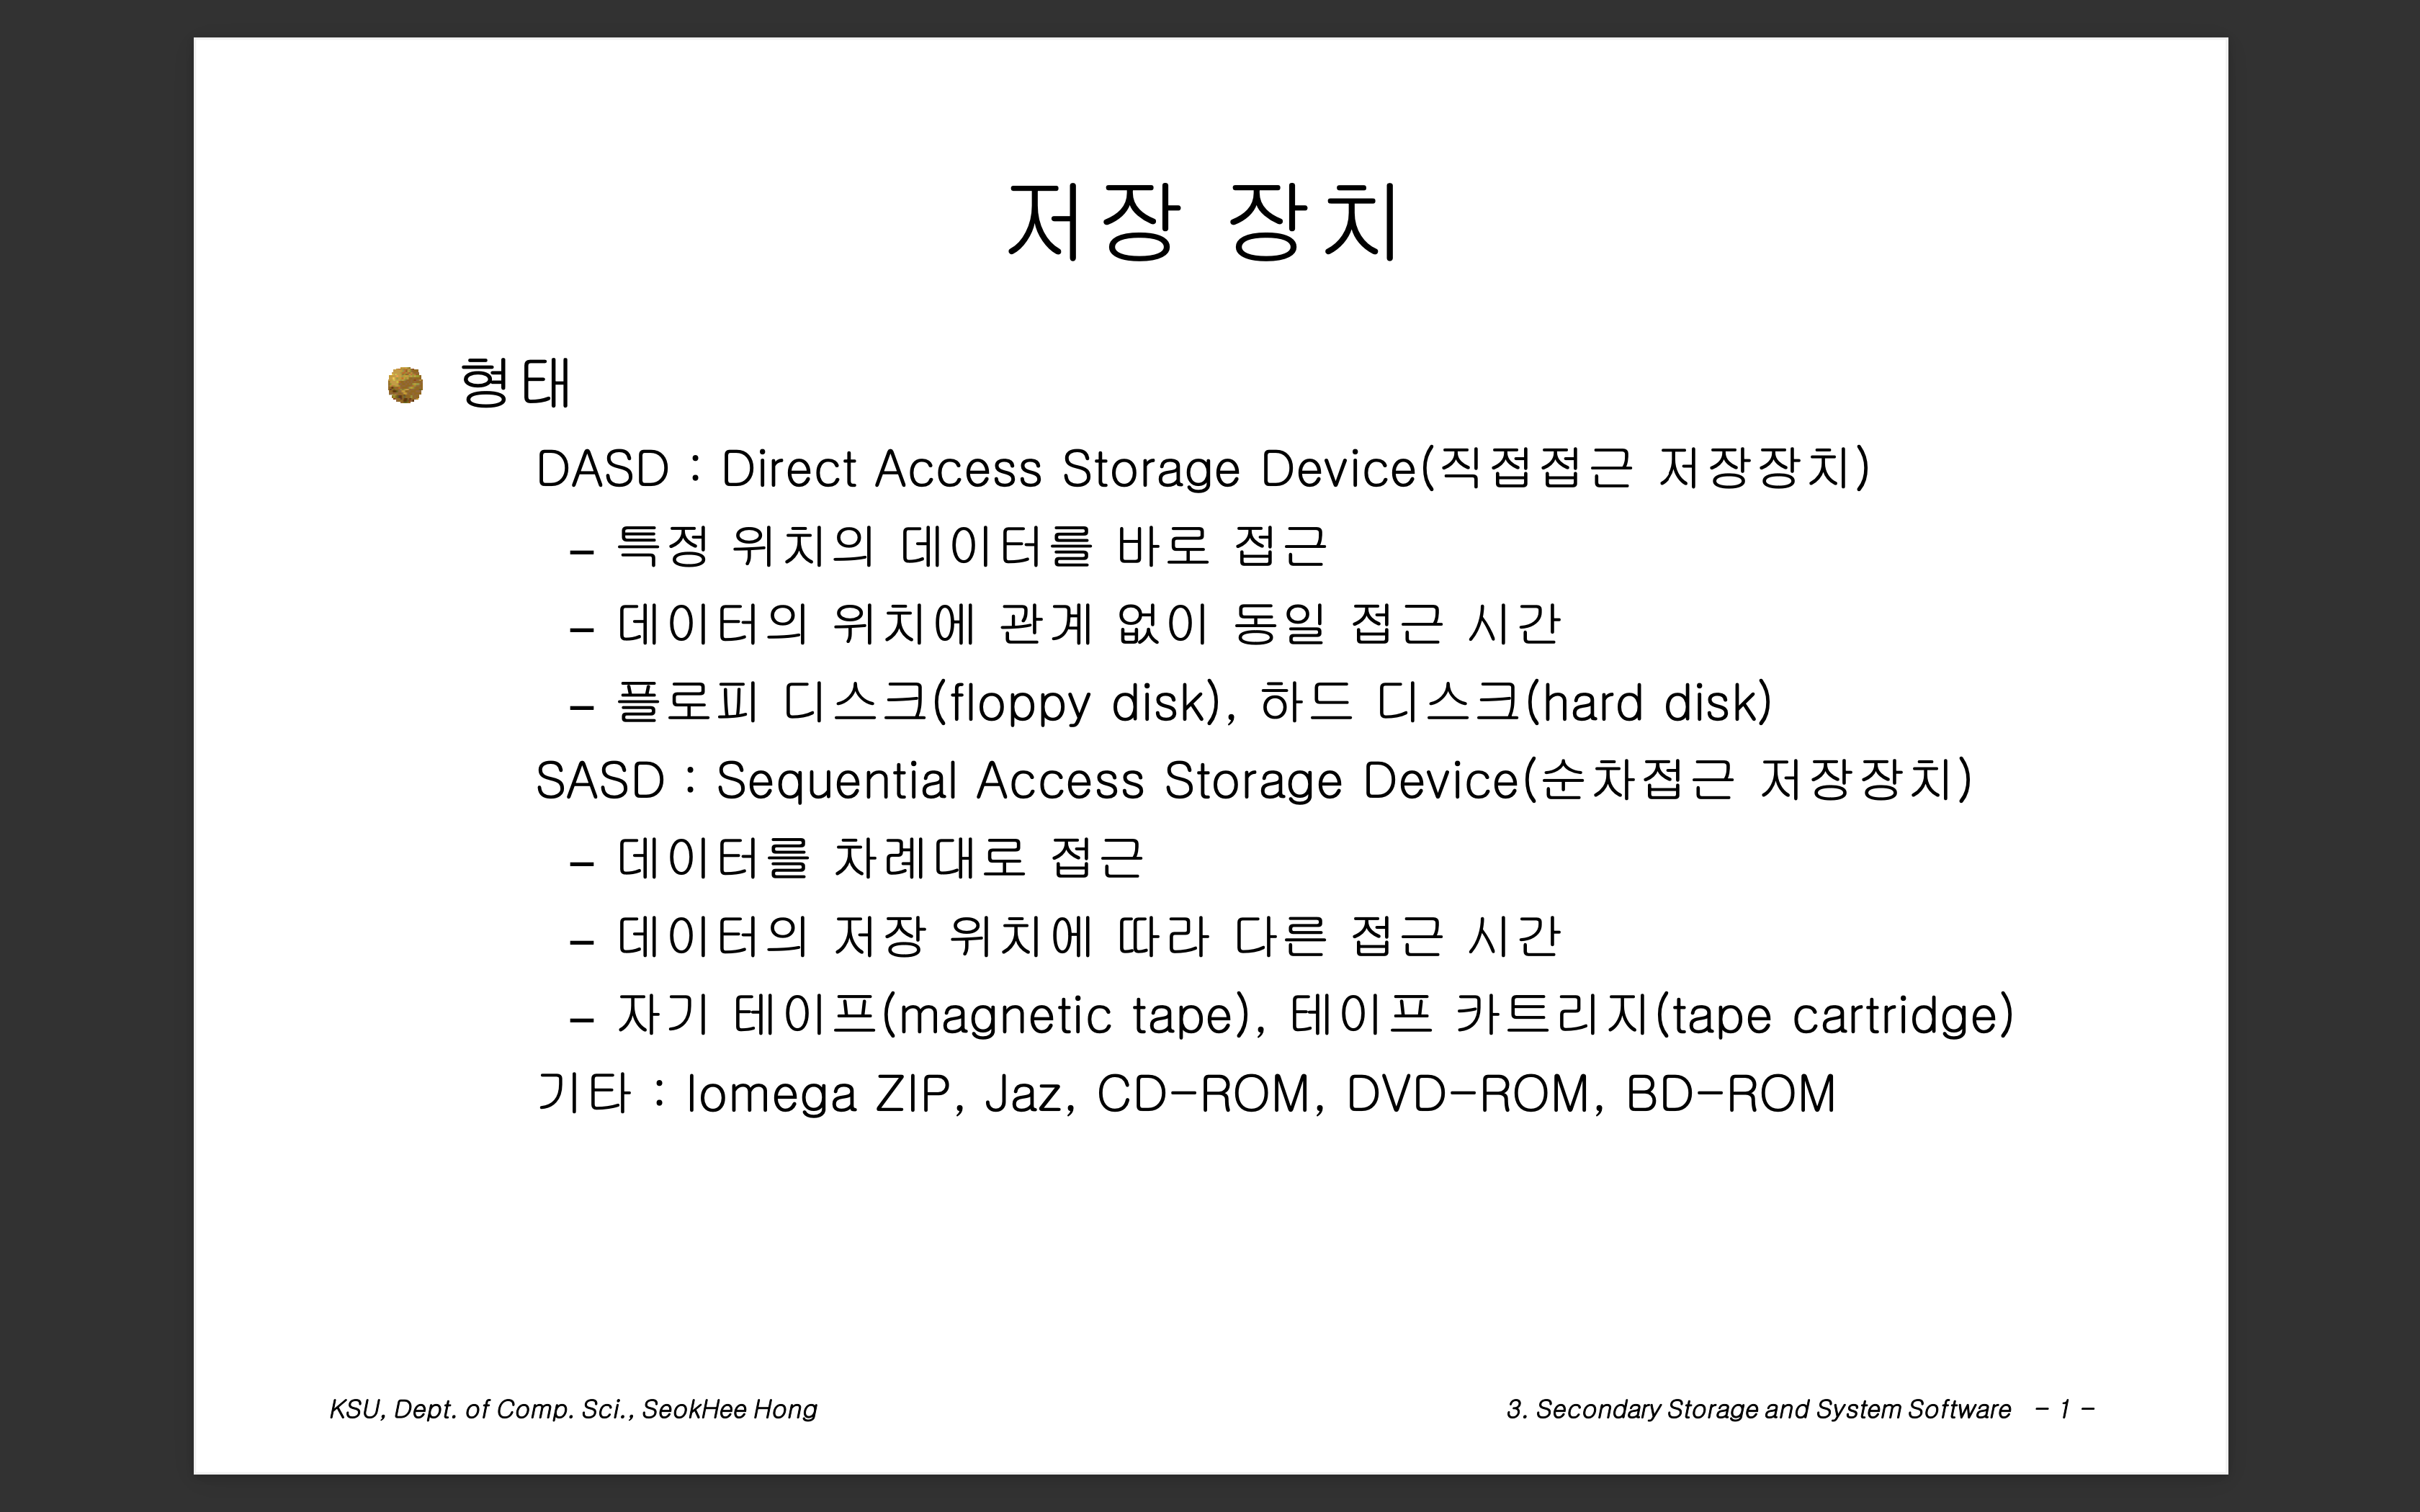 저장 장치
형태
DASD : Direct Access Storage Device(직접접근 저장장치)
– 특정 위치의 데이터를 바로 접근
– 데이터의 위치에 관계 없이 동일 접근 시간
– 플로피 디스크(floppy disk), 하드 디스크(hard disk)
SASD : Sequential Access Storage Device(순차접근 저장장치)
– 데이터를 차례대로 접근
– 데이터의 저장 위치에 따라 다른 접근 시간
– 자기 테이프(magnetic tape), 테이프 카트리지(tape cartridge)
기타 : Iomega ZIP, Jaz, CD-ROM, DVD-ROM, BD-ROM
KSU, Dept. of Comp. Sci., SeokHee Hong
3. Secondary Storage and System Software - 1 -